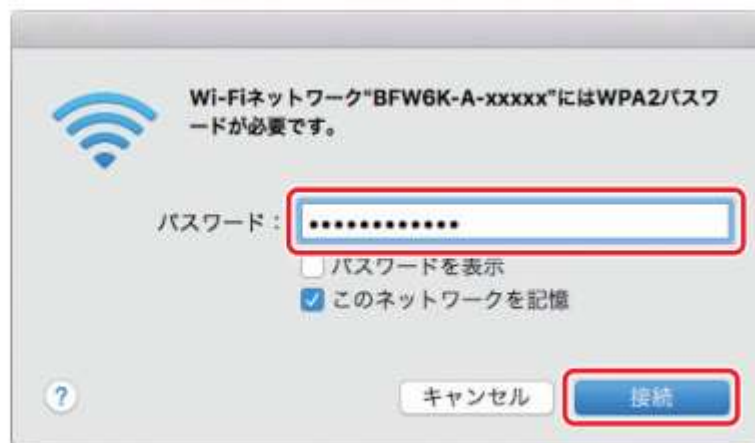 Wi-Fiネットワーク"BFW6K-A-xxxxx"にはWPA2パスワ
ードが必要です。
パスワード：
••••••••••••
パスワードを表示
このネットワークを記憶
?
キャンセル
接続